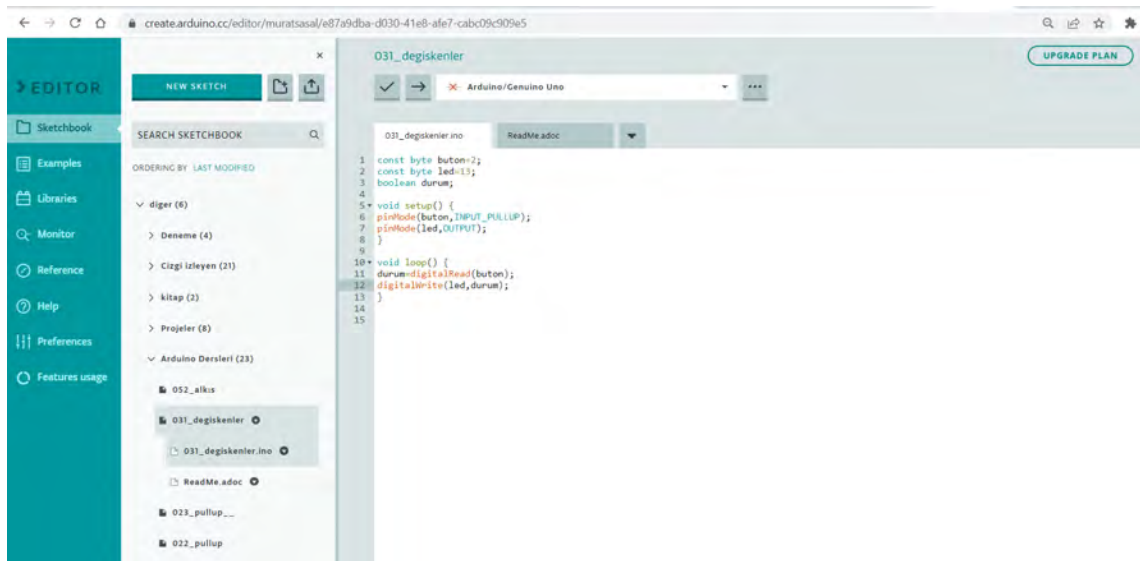 create.arduino.cc/editor/muratsasal/e87a9dba-d030-41e8-afe7-cabc09c909e5
EDITOR
Sketchbook
Examples
Libraries
Monitor
Reference
Help
Preferences
Features usage
NEW SKETCH
SEARCH SKETCHBOOK
ORDERING BY LAST MODIFIED
diger (6)
Deneme (4)
Cizgi izleyen (21)
kitap (2)
Projeler (8)
Arduino Dersleri (23)
052_alkis
031_degiskenler
031_degiskenler.ino
ReadMe.adoc
023_pullup__
022_pullup
031_degiskenler
UPGRADE PLAN
Arduino/Genuino Uno
031_degiskenler.ino ReadMe.adoc
1 const byte buton=2;
2 const byte led=13;
3 boolean durum;
4
5 void setup() {
6 pinMode(buton,INPUT_PULLUP);
7 pinMode(led,OUTPUT);
8 }
9
10 void loop() {
11 durum=digitalRead(buton);
12 digitalWrite(led,durum);
13 }
14
15